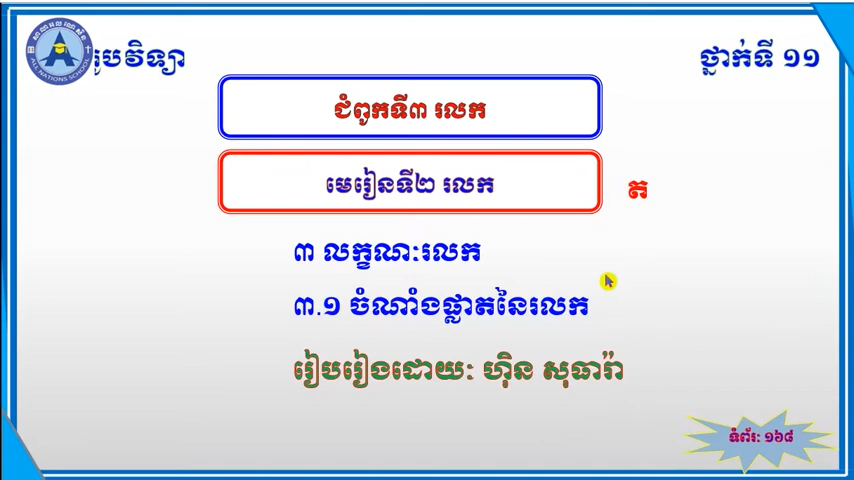 រូបវិទ្យា
ថ្នាក់ទី ១១
ជំពូកទី៣ រលក
មេរៀនទី២ រលក
ត
៣ លក្ខណៈរលក
៣.១ ចំណាំងផ្លាតនៃរលក
រៀបរៀងដោយ: ហ៊ិន សុធារ៉ា
ទំព័រ: ១៦៨
ALL NATIONS SCHOOL